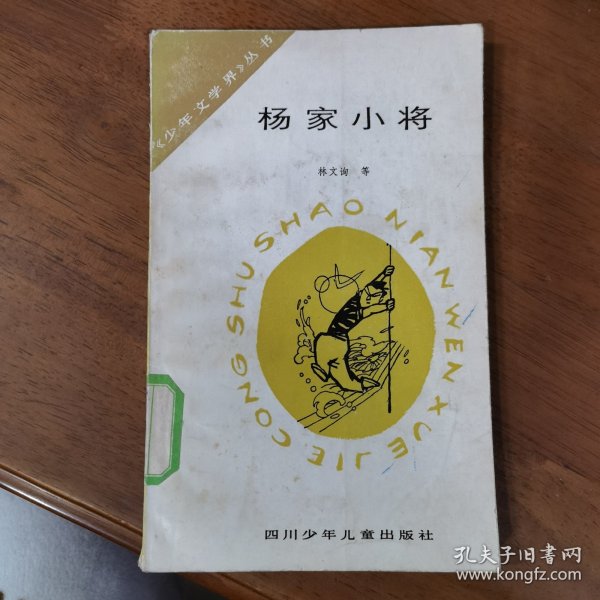 《少年文学界》丛书
杨家小将
林文询 等
SHAO NIAN WEN XUE JIE CONG SHU
四川少年儿童出版社
孔夫子旧书网
www.kongfz.com